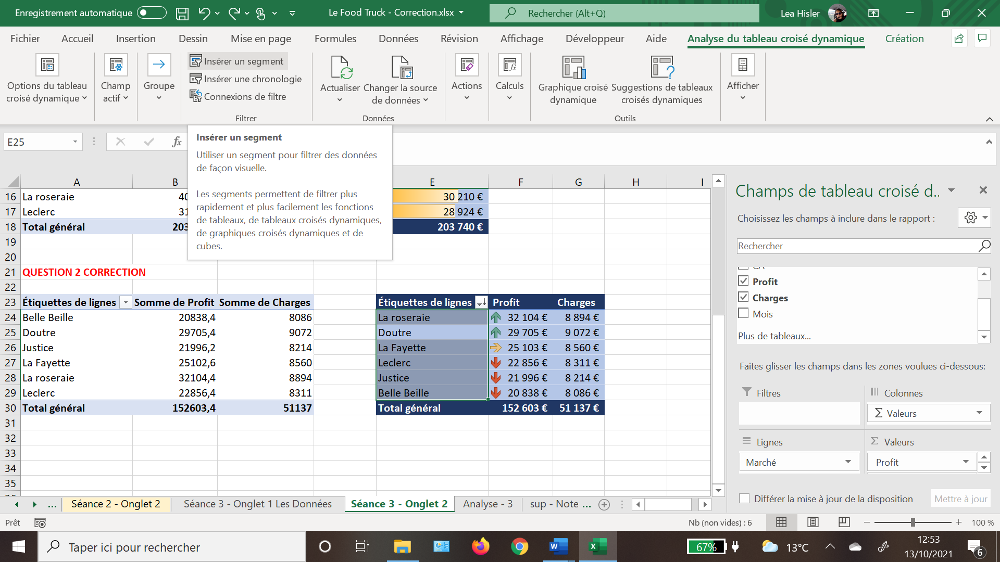 Enregistrement automatique
Le Food Truck - Correction.xlsx
Rechercher (Alt+Q)
Lea Hisler
Fichier Accueil Insertion Dessin Mise en page Formules Données Révision Affichage Développeur Aide Analyse du tableau croisé dynamique Création
Options du tableau
croisé dynamique
Champ
actif
Groupe
Insérer un segment
Insérer une chronologie
Connexions de filtre
Filtrer
Actualiser
Changer la source
de données
Données
Actions
Calculs
Graphique croisé
dynamique
Suggestions de tableaux
croisés dynamiques
Outils
Afficher
E25
fx
Insérer un segment
Utiliser un segment pour filtrer des données
de façon visuelle.
Les segments permettent de filtrer plus
rapidement et plus facilement les fonctions
de tableaux, de tableaux croisés dynamiques,
de graphiques croisés dynamiques et de
cubes.
A B E F G H I
16 La roseraie 40 30 210 €
17 Leclerc 31 28 924 €
18 Total général 203 203 740 €
19
20
21 QUESTION 2 CORRECTION
22
23 Étiquettes de lignes Somme de Profit Somme de Charges Étiquettes de lignes Profit Charges
24 Belle Beille 20838,4 8086 La roseraie 32 104 € 8 894 €
25 Doutre 29705,4 9072 Doutre 29 705 € 9 072 €
26 Justice 21996,2 8214 La Fayette 25 103 € 8 560 €
27 La Fayette 25102,6 8560 Leclerc 22 856 € 8 311 €
28 La roseraie 32104,4 8894 Justice 21 996 € 8 214 €
29 Leclerc 22856,4 8311 Belle Beille 20 838 € 8 086 €
30 Total général 152603,4 51137 Total général 152 603 € 51 137 €
31
32
33
34
35
Champs de tableau croisé d..
Choisissez les champs à inclure dans le rapport :
Rechercher
CA
Profit
Charges
Mois
Plus de tableaux...
Faites glisser les champs dans les zones voulues ci-dessous:
Filtres
Colonnes
Σ Valeurs
Lignes
Σ Valeurs
Marché
Profit
Différer la mise à jour de la disposition
Mettre à jour
... Séance 2 - Onglet 2 Séance 3 - Onglet 1 Les Données Séance 3 - Onglet 2 Analyse - 3 sup - Note ...
Prêt
Nb (non vides) : 6
100 %
Taper ici pour rechercher
67%
13°C
12:53
13/10/2021
6